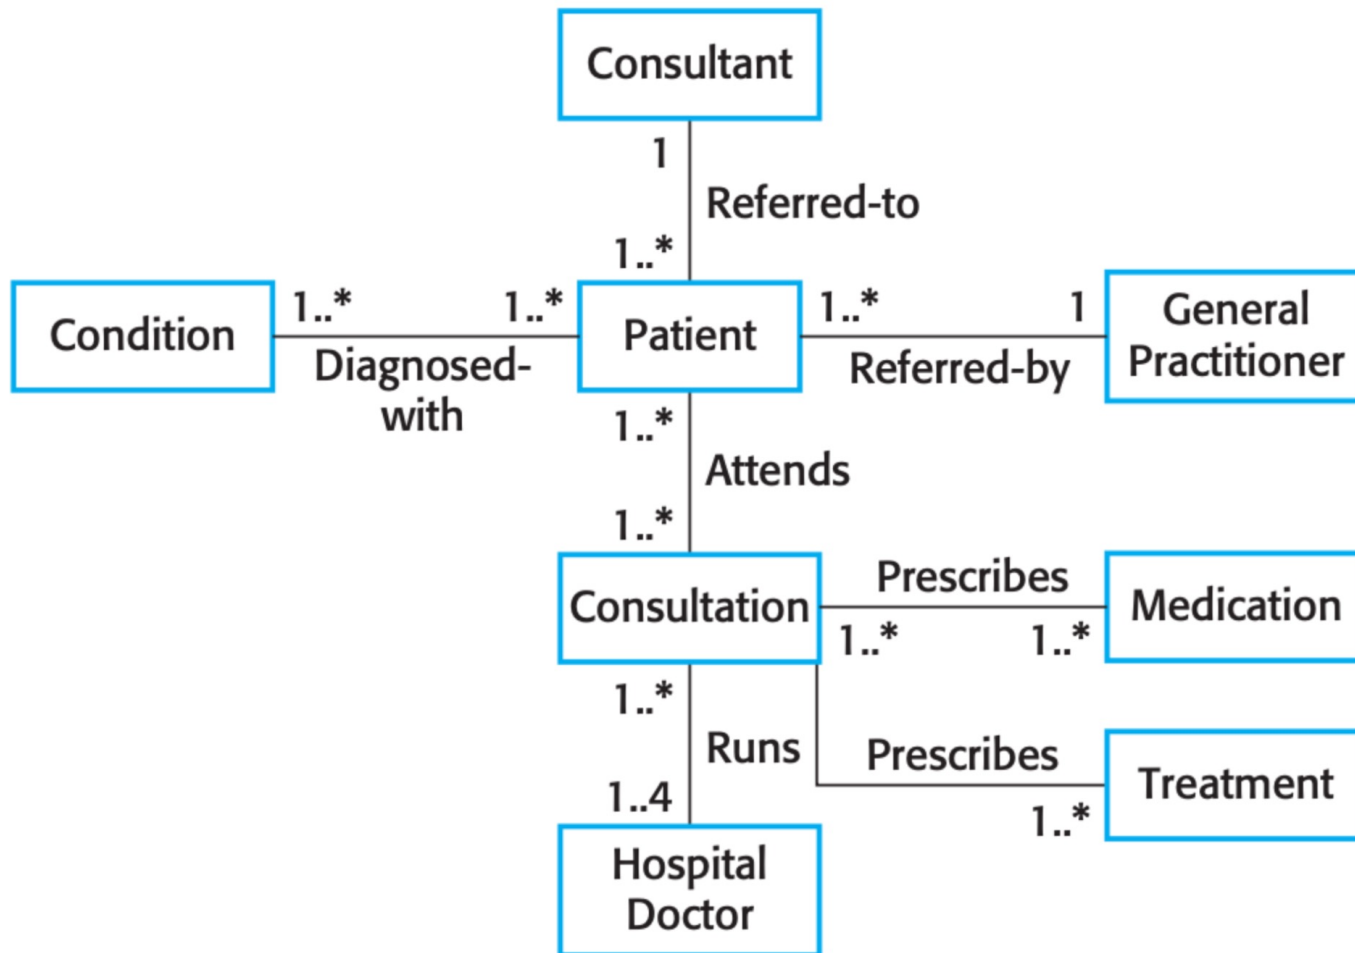 Consultant
1
Referred-to
1..*
Condition
1..*
1..*
Diagnosed-
with
Patient
1..*
1
Referred-by
General
Practitioner
1..*
Attends
1..*
Consultation
Prescribes
1..*
1..*
Medication
1..*
Runs
1..4
Prescribes
1..*
Treatment
Hospital
Doctor